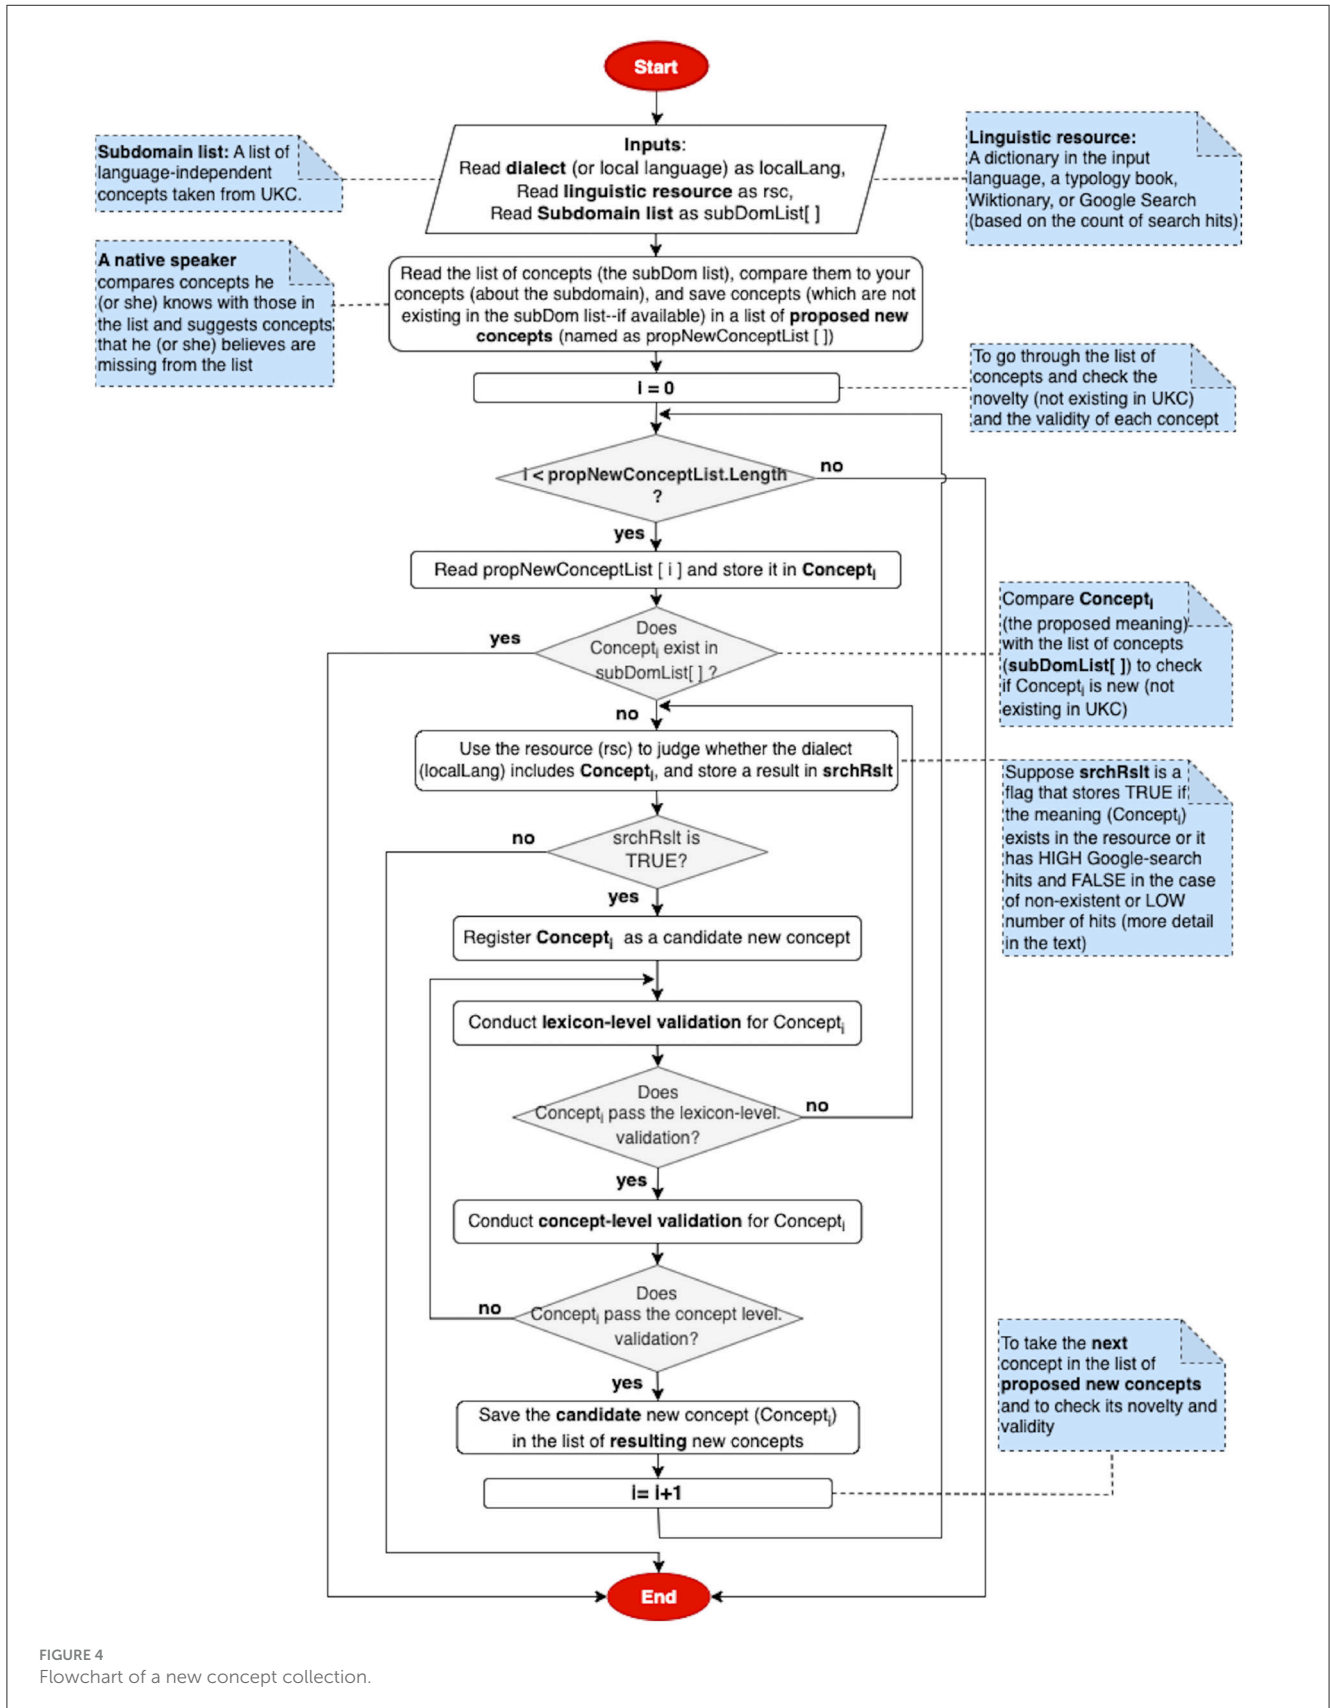 Start
Inputs:
Read dialect (or local language) as localLang,
Read linguistic resource as rsc,
Read Subdomain list as subDomList[ ]
Subdomain list: A list of
language-independent
concepts taken from UKC.
Linguistic resource:
A dictionary in the input
language, a typology book,
Wiktionary, or Google Search
(based on the count of search hits)
A native speaker
compares concepts he
(or she) knows with those in
the list and suggests concepts
that he (or she) believes are
missing from the list
Read the list of concepts (the subDom list), compare them to your
concepts (about the subdomain), and save concepts (which are not
existing in the subDom list--if available) in a list of proposed new
concepts (named as propNewConceptList [ ])
i = 0
To go through the list of
concepts and check the
novelty (not existing in UKC)
and the validity of each concept
i < propNewConceptList.Length
?
no
yes
Read propNewConceptList [ i ] and store it in Concepti
Does
Concepti exist in
subDomList[ ] ?
yes
no
Compare Concepti
(the proposed meaning)
with the list of concepts
(subDomList[ ]) to check
if Concepti is new (not
existing in UKC)
Use the resource (rsc) to judge whether the dialect
(localLang) includes Concepti, and store a result in srchRslt
Suppose srchRslt is a
flag that stores TRUE if
the meaning (Concepti)
exists in the resource or it
has HIGH Google-search
hits and FALSE in the case
of non-existent or LOW
number of hits (more detail
in the text)
srchRslt is
TRUE?
no
yes
Register Concepti as a candidate new concept
Conduct lexicon-level validation for Concepti
Does
Concepti pass the lexicon-level.
validation?
no
yes
Conduct concept-level validation for Concepti
Does
Concepti pass the concept level.
validation?
no
yes
Save the candidate new concept (Concepti)
in the list of resulting new concepts
i= i+1
To take the next
concept in the list of
proposed new concepts
and to check its novelty and
validity
End
FIGURE 4
Flowchart of a new concept collection.